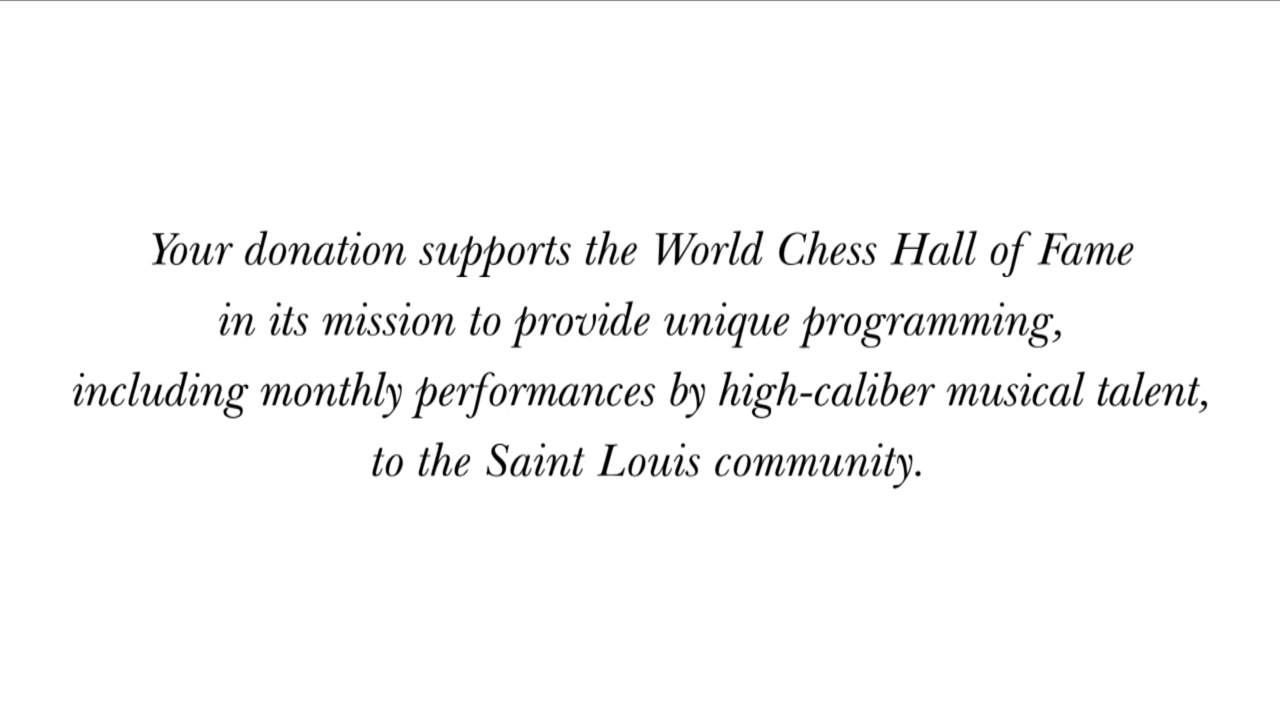 Your donation supports the World Chess Hall of Fame
in its mission to provide unique programming,
including monthly performances by high-caliber musical talent,
to the Saint Louis community.